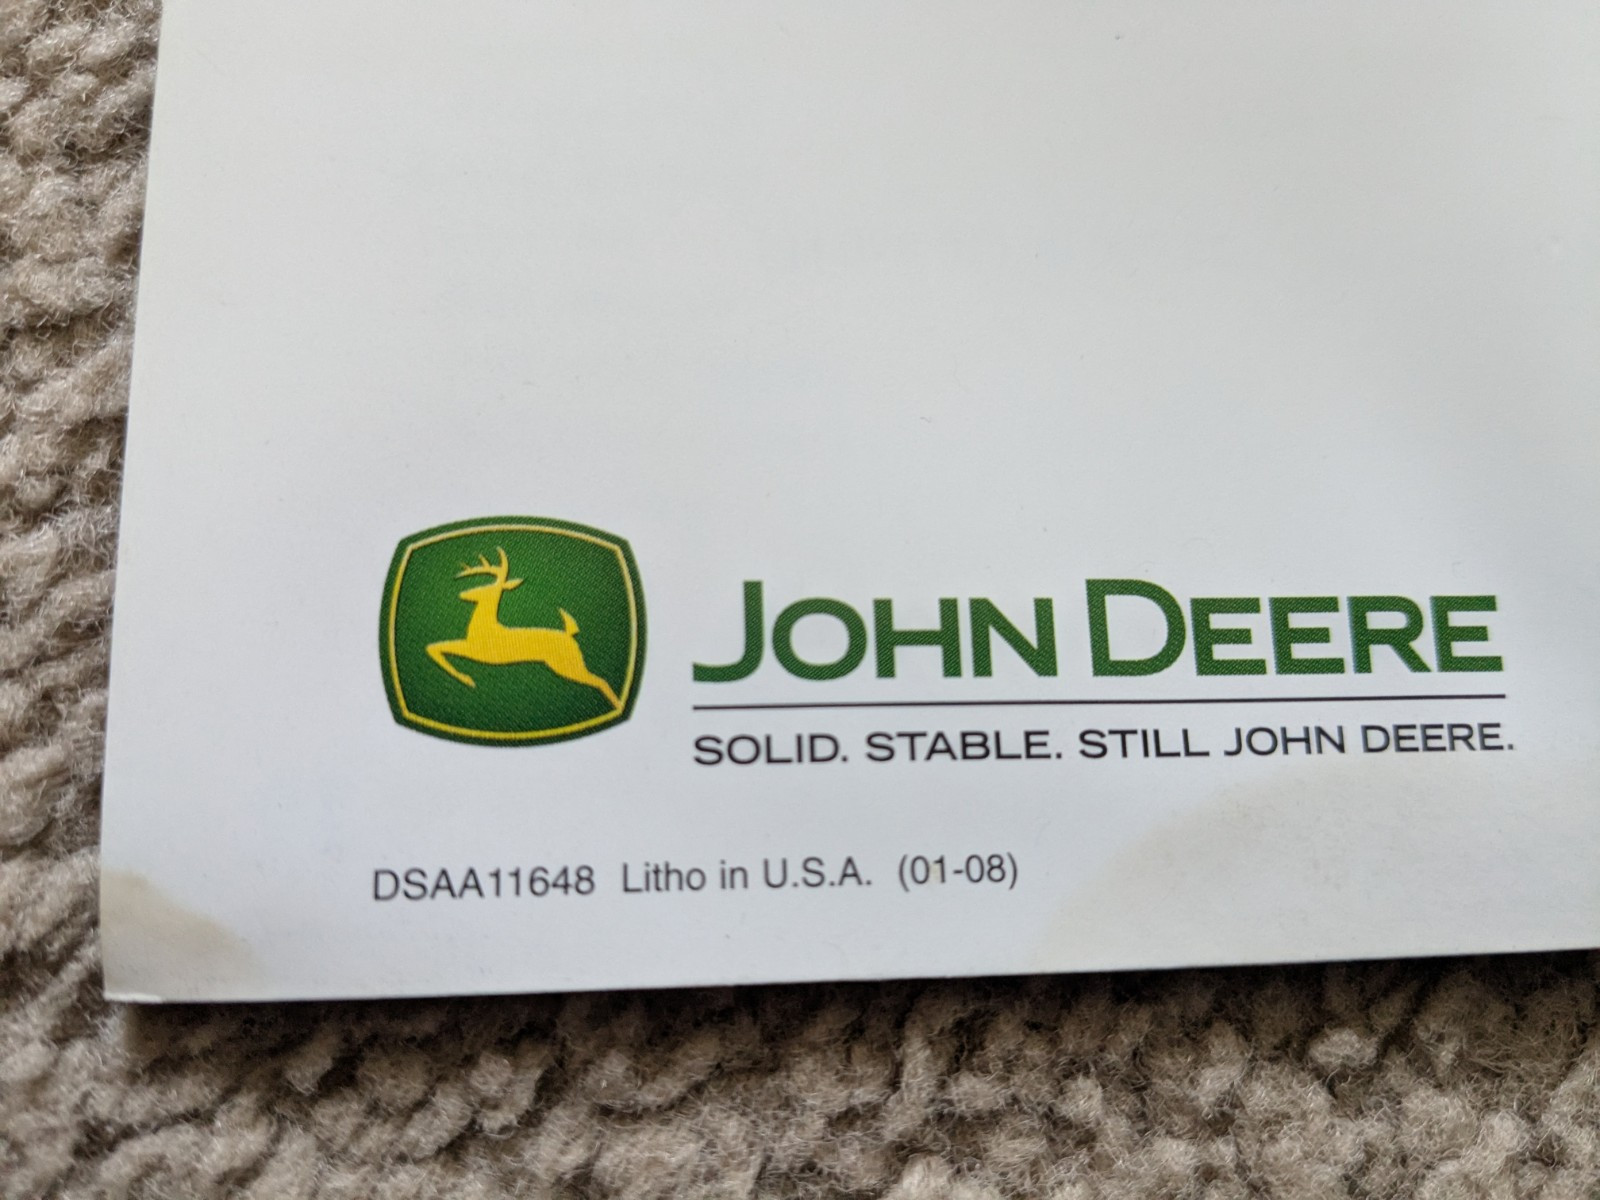 JOHN DEERE
SOLID. STABLE. STILL JOHN DEERE.
DSAA11648 Litho in U.S.A. (01-08)